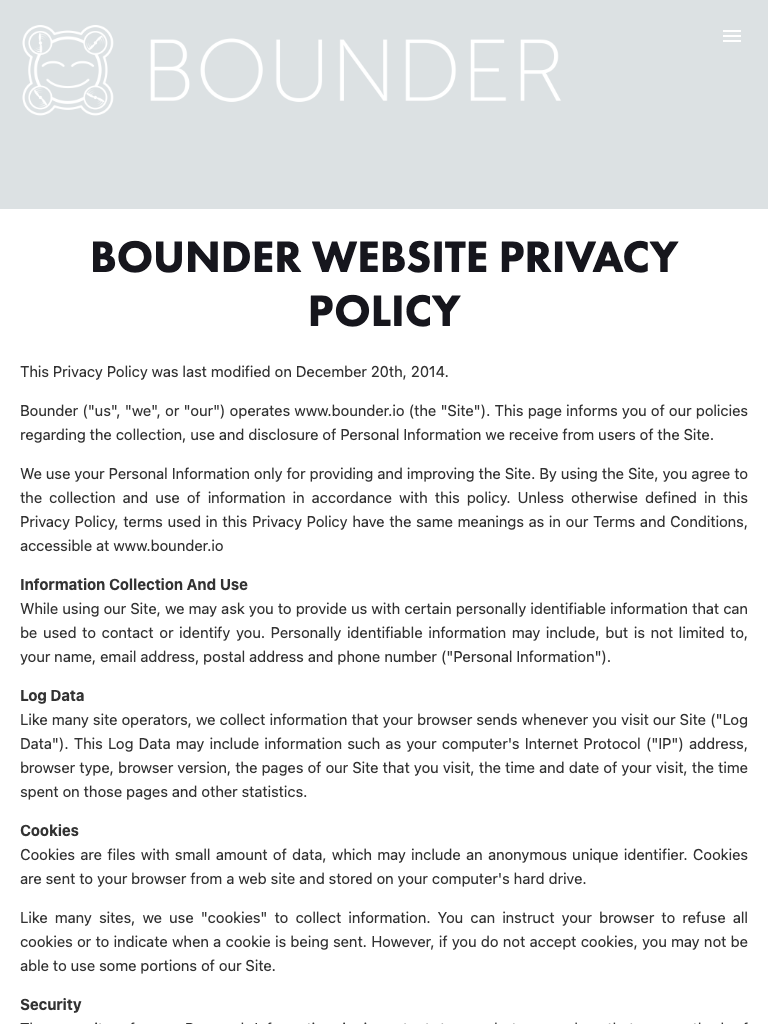 BOUNDER
BOUNDER WEBSITE PRIVACY
POLICY
This Privacy Policy was last modified on December 20th, 2014.
Bounder ("us", "we", or "our") operates www.bounder.io (the "Site"). This page informs you of our policies
regarding the collection, use and disclosure of Personal Information we receive from users of the Site.
We use your Personal Information only for providing and improving the Site. By using the Site, you agree to
the collection and use of information in accordance with this policy. Unless otherwise defined in this
Privacy Policy, terms used in this Privacy Policy have the same meanings as in our Terms and Conditions,
accessible at www.bounder.io
Information Collection And Use
While using our Site, we may ask you to provide us with certain personally identifiable information that can
be used to contact or identify you. Personally identifiable information may include, but is not limited to,
your name, email address, postal address and phone number ("Personal Information").
Log Data
Like many site operators, we collect information that your browser sends whenever you visit our Site ("Log
Data"). This Log Data may include information such as your computer's Internet Protocol ("IP") address,
browser type, browser version, the pages of our Site that you visit, the time and date of your visit, the time
spent on those pages and other statistics.
Cookies
Cookies are files with small amount of data, which may include an anonymous unique identifier. Cookies
are sent to your browser from a web site and stored on your computer's hard drive.
Like many sites, we use "cookies" to collect information. You can instruct your browser to refuse all
cookies or to indicate when a cookie is being sent. However, if you do not accept cookies, you may not be
able to use some portions of our Site.
Security